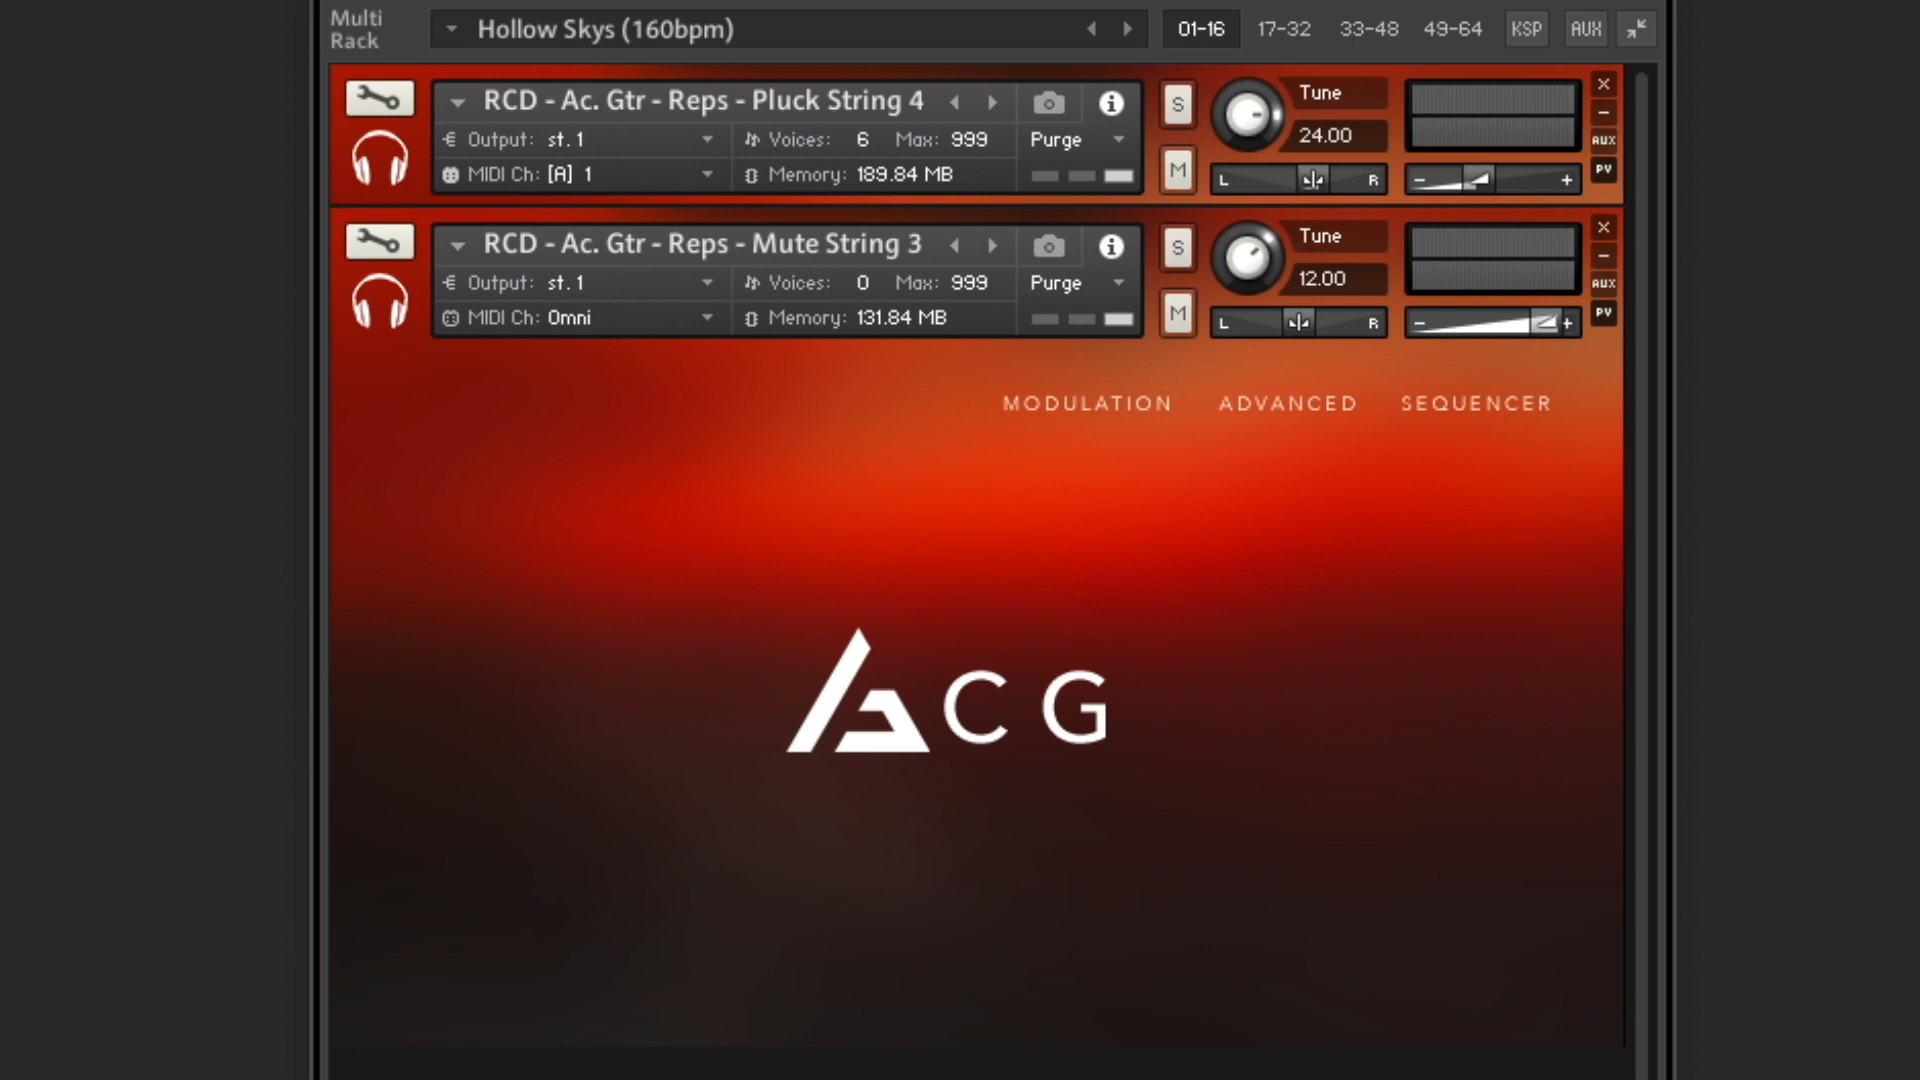 Multi
Rack
Hollow Skys (160bpm)
01-16 17-32 33-48 49-64 KSP AUX
RCD - Ac. Gtr - Reps - Pluck String 4
Output: st. 1 Voices: 6 Max: 999 Purge
MIDI Ch: [A] 1 Memory: 189.84 MB
S
M
Tune
24.00
L R - +
x
-
AUX
PV
RCD - Ac. Gtr - Reps - Mute String 3
Output: st. 1 Voices: 0 Max: 999 Purge
MIDI Ch: Omni Memory: 131.84 MB
S
M
Tune
12.00
L R - +
x
-
AUX
PV
MODULATION ADVANCED SEQUENCER
ACG